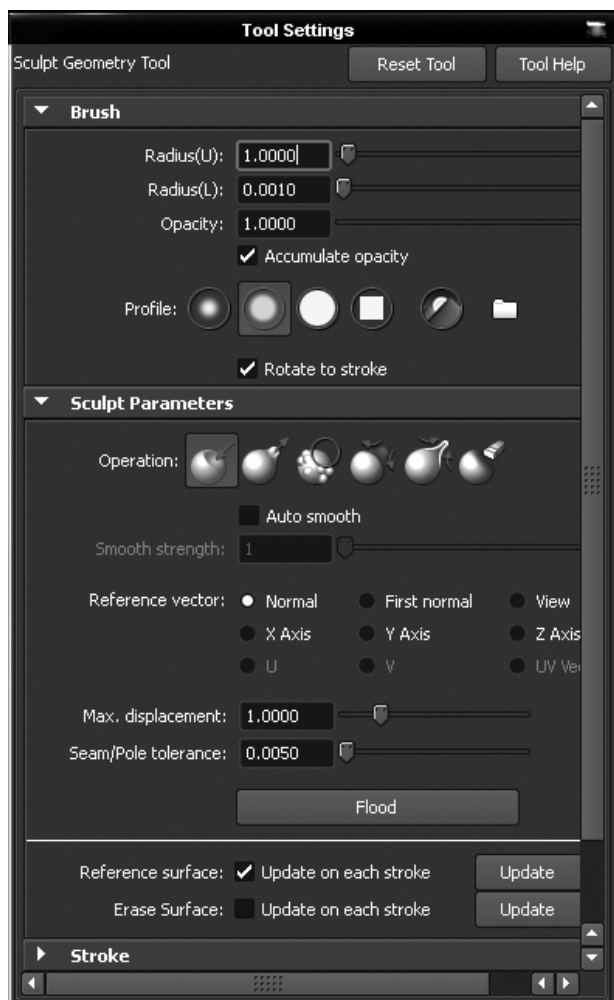 Tool Settings
Sculpt Geometry Tool Reset Tool Tool Help
Brush
Radius(U): 1.0000
Radius(L): 0.0010
Opacity: 1.0000
Accumulate opacity
Profile:
Rotate to stroke
Sculpt Parameters
Operation:
Auto smooth
Smooth strength: 1
Reference vector: Normal First normal View
X Axis Y Axis Z Axis
U V UV Ve
Max. displacement: 1.0000
Seam/Pole tolerance: 0.0050
Flood
Reference surface: Update on each stroke Update
Erase Surface: Update on each stroke Update
Stroke